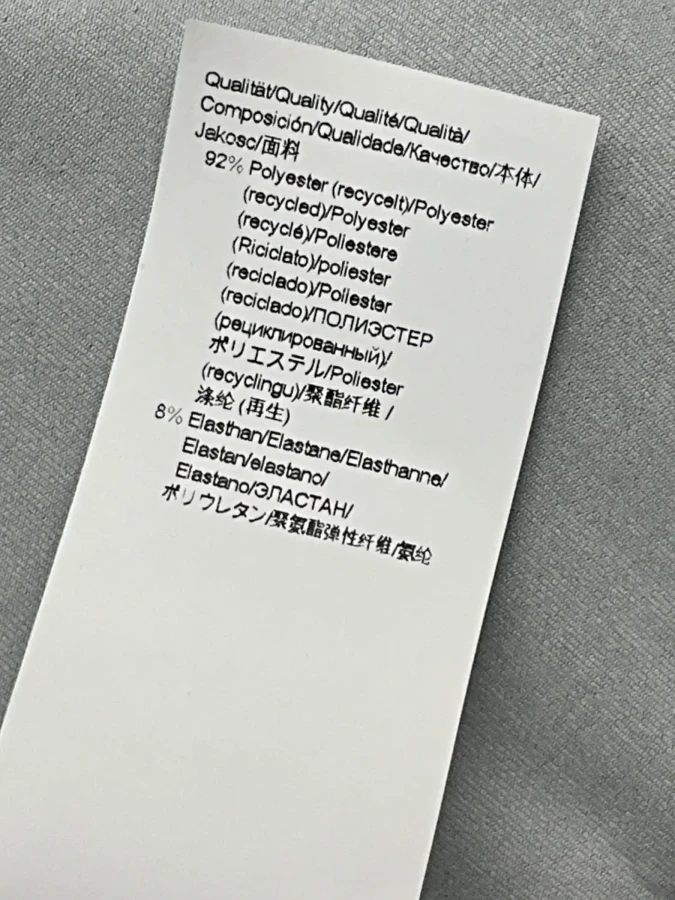 Qualität/Quality/Qualité/Qualità/
Composición/Qualidade/Качество/本体/
Jakosc/面料
92% Polyester (recycelt)/Polyester
(recycled)/Polyester
(recyclé)/Poliestere
(Riciclato)/poliester
(reciclado)/Poliester
(reciclado)/ПОЛИЭСТЕР
(рециклированный)/
ポリエステル/Poliester
(recyclingu)/聚酯纤维 /
涤纶 (再生)
8% Elasthan/Elastane/Elasthanne/
Elastan/elastano/
Elastano/ЭЛАСТАН/
ポリウレタン/聚氨酯弹性纤维/氨纶